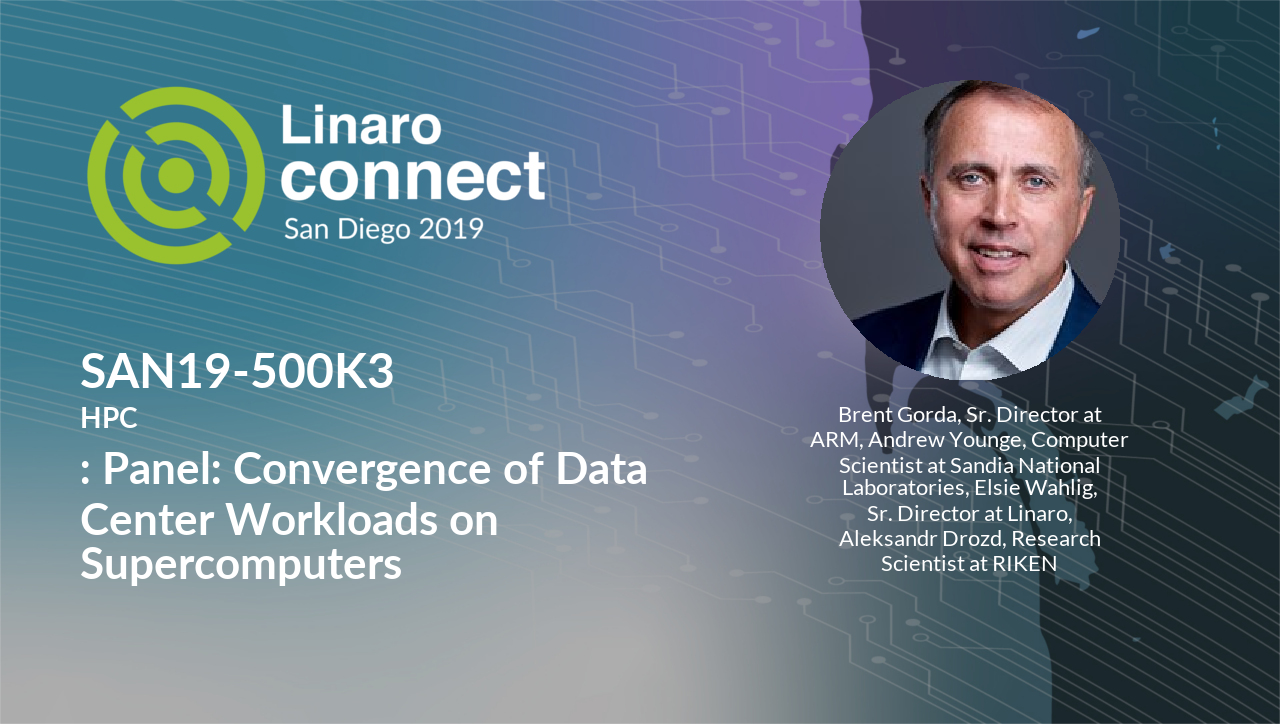 Linaro
connect
San Diego 2019
SAN19-500K3
HPC
: Panel: Convergence of Data
Center Workloads on
Supercomputers
Brent Gorda, Sr. Director at
ARM, Andrew Younge, Computer
Scientist at Sandia National
Laboratories, Elsie Wahlig,
Sr. Director at Linaro,
Aleksandr Drozd, Research
Scientist at RIKEN